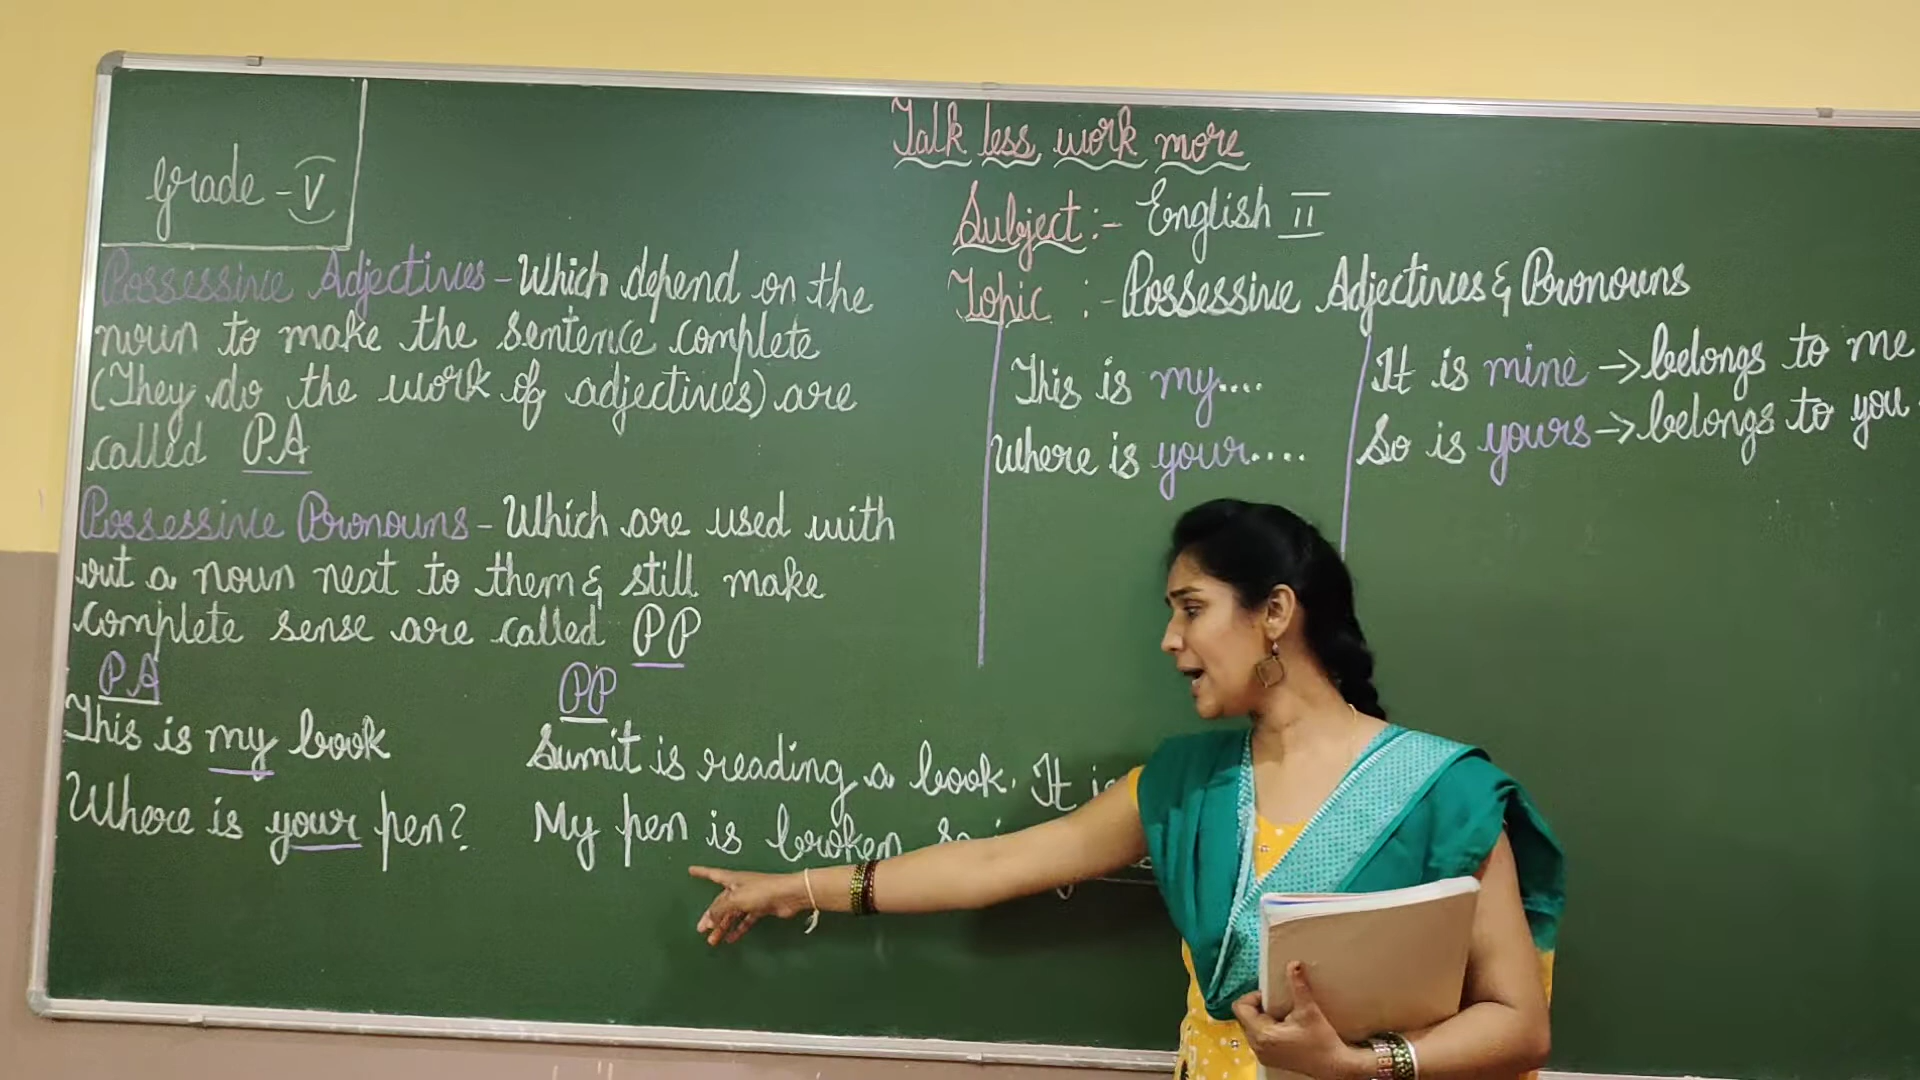 Talk less work more
Grade - V
Subject :- English II
Topic :- Possessive Adjectives & Pronouns
Possessive Adjectives - Which depend on the
noun to make the sentence complete
(They do the work of adjectives) are
called PA
Possessive Pronouns - Which are used with
out a noun next to them & still make
complete sense are called PP
PA
This is my book
Where is your pen?
PP
Sumit is reading a book. It is
My pen is broken so
This is my....
Where is your....
It is mine → belongs to me
So is yours → belongs to you